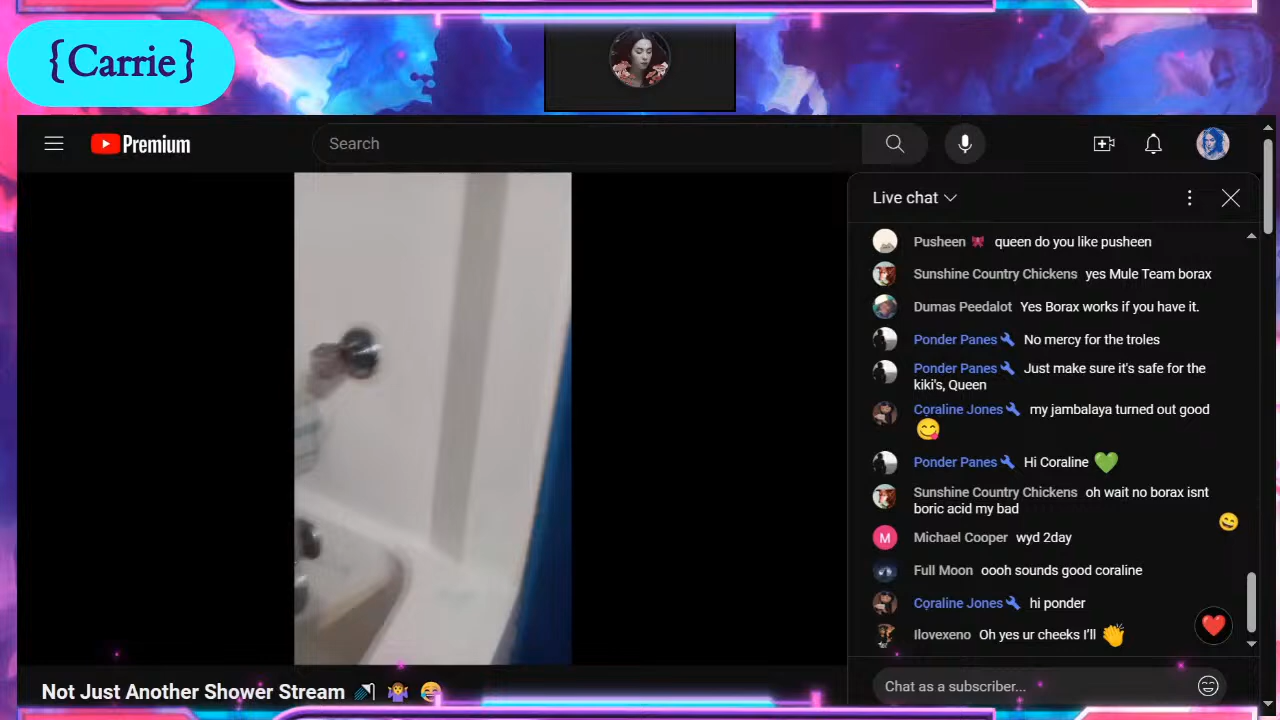 {Carrie}
Premium
Search
Live chat
Pusheen 🎀 queen do you like pusheen
Sunshine Country Chickens yes Mule Team borax
Dumas Peedalot Yes Borax works if you have it.
Ponder Panes No mercy for the troles
Ponder Panes Just make sure it's safe for the
kiki's, Queen
Coraline Jones my jambalaya turned out good
😋
Ponder Panes Hi Coraline 💚
Sunshine Country Chickens oh wait no borax isnt
boric acid my bad
M Michael Cooper wyd 2day
Full Moon oooh sounds good coraline
Coraline Jones hi ponder
Ilovexeno Oh yes ur cheeks I'll 👏
Chat as a subscriber...
Not Just Another Shower Stream 🚿 🤷‍♀️ 😂